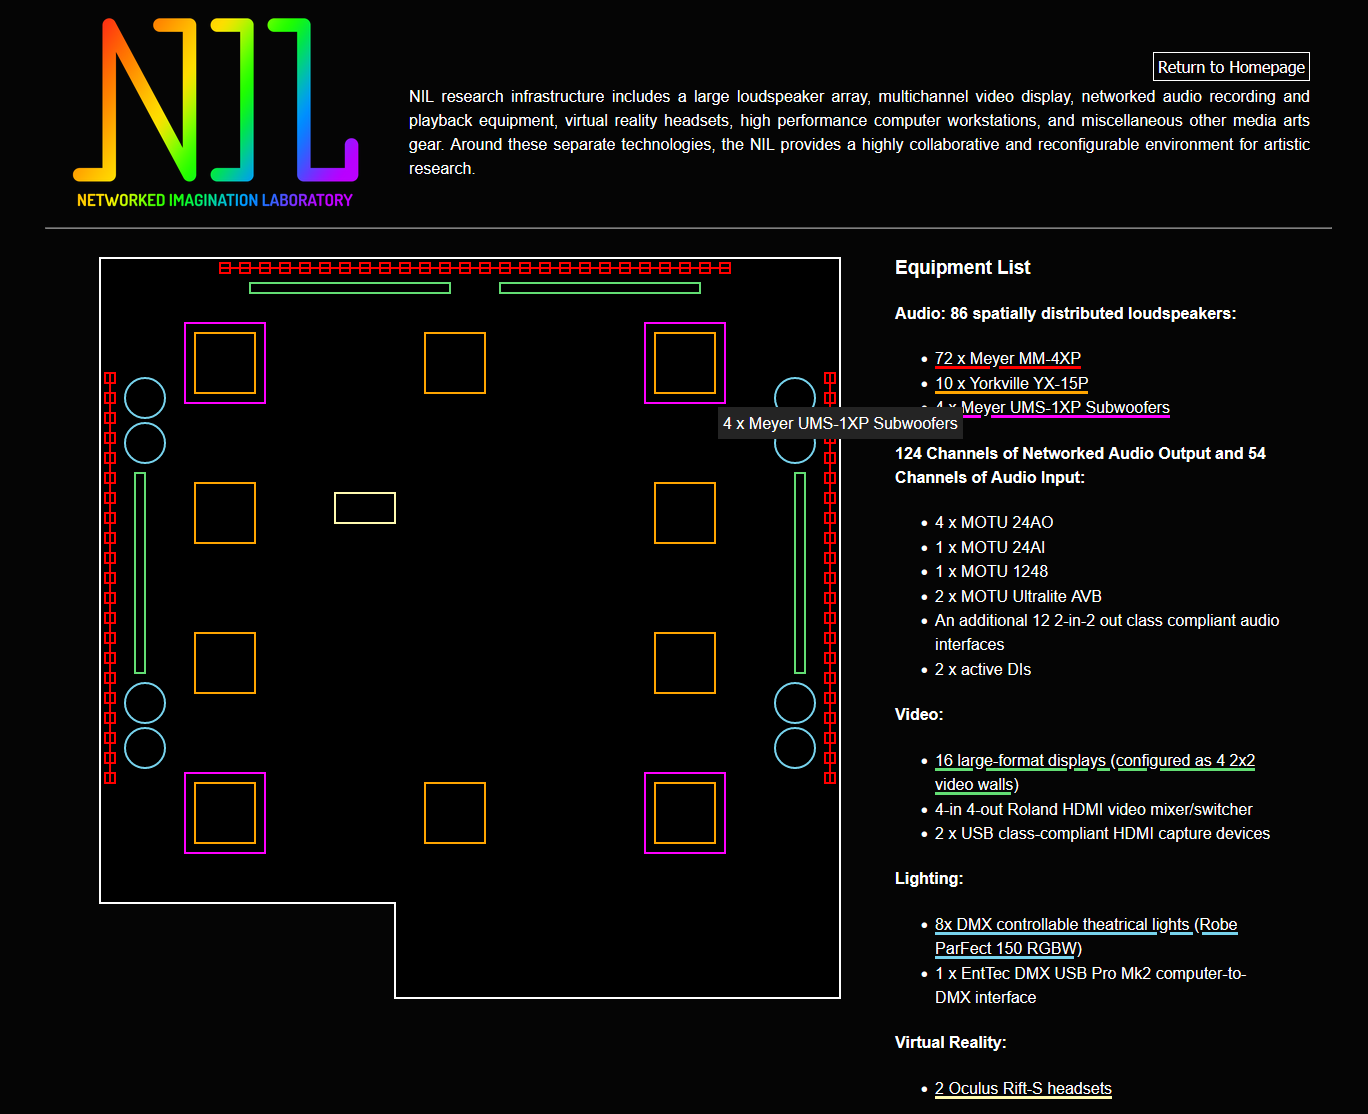 NETWORKED IMAGINATION LABORATORY
Return to Homepage
NIL research infrastructure includes a large loudspeaker array, multichannel video display, networked audio recording and
playback equipment, virtual reality headsets, high performance computer workstations, and miscellaneous other media arts
gear. Around these separate technologies, the NIL provides a highly collaborative and reconfigurable environment for artistic
research.
Equipment List
Audio: 86 spatially distributed loudspeakers:
72 x Meyer MM-4XP
10 x Yorkville YX-15P
4 x Meyer UMS-1XP Subwoofers
4 x Meyer UMS-1XP Subwoofers
124 Channels of Networked Audio Output and 54
Channels of Audio Input:
4 x MOTU 24AO
1 x MOTU 24AI
1 x MOTU 1248
2 x MOTU Ultralite AVB
An additional 12 2-in-2 out class compliant audio
interfaces
2 x active DIs
Video:
16 large-format displays (configured as 4 2x2
video walls)
4-in 4-out Roland HDMI video mixer/switcher
2 x USB class-compliant HDMI capture devices
Lighting:
8x DMX controllable theatrical lights (Robe
ParFect 150 RGBW)
1 x EntTec DMX USB Pro Mk2 computer-to-
DMX interface
Virtual Reality:
2 Oculus Rift-S headsets